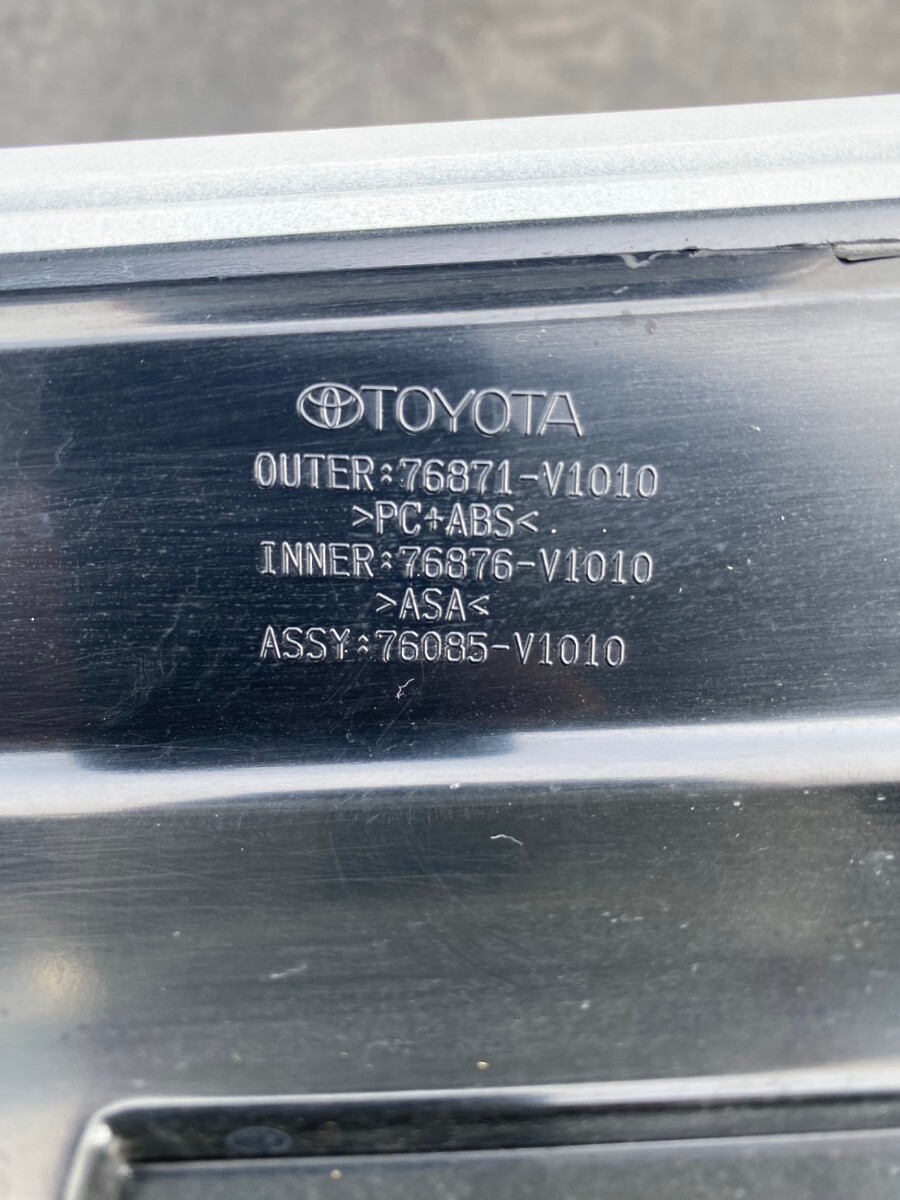 TOYOTA
OUTER:76871-V1010
>PC+ABS<
INNER:76876-V1010
>ASA<
ASSY:76085-V1010